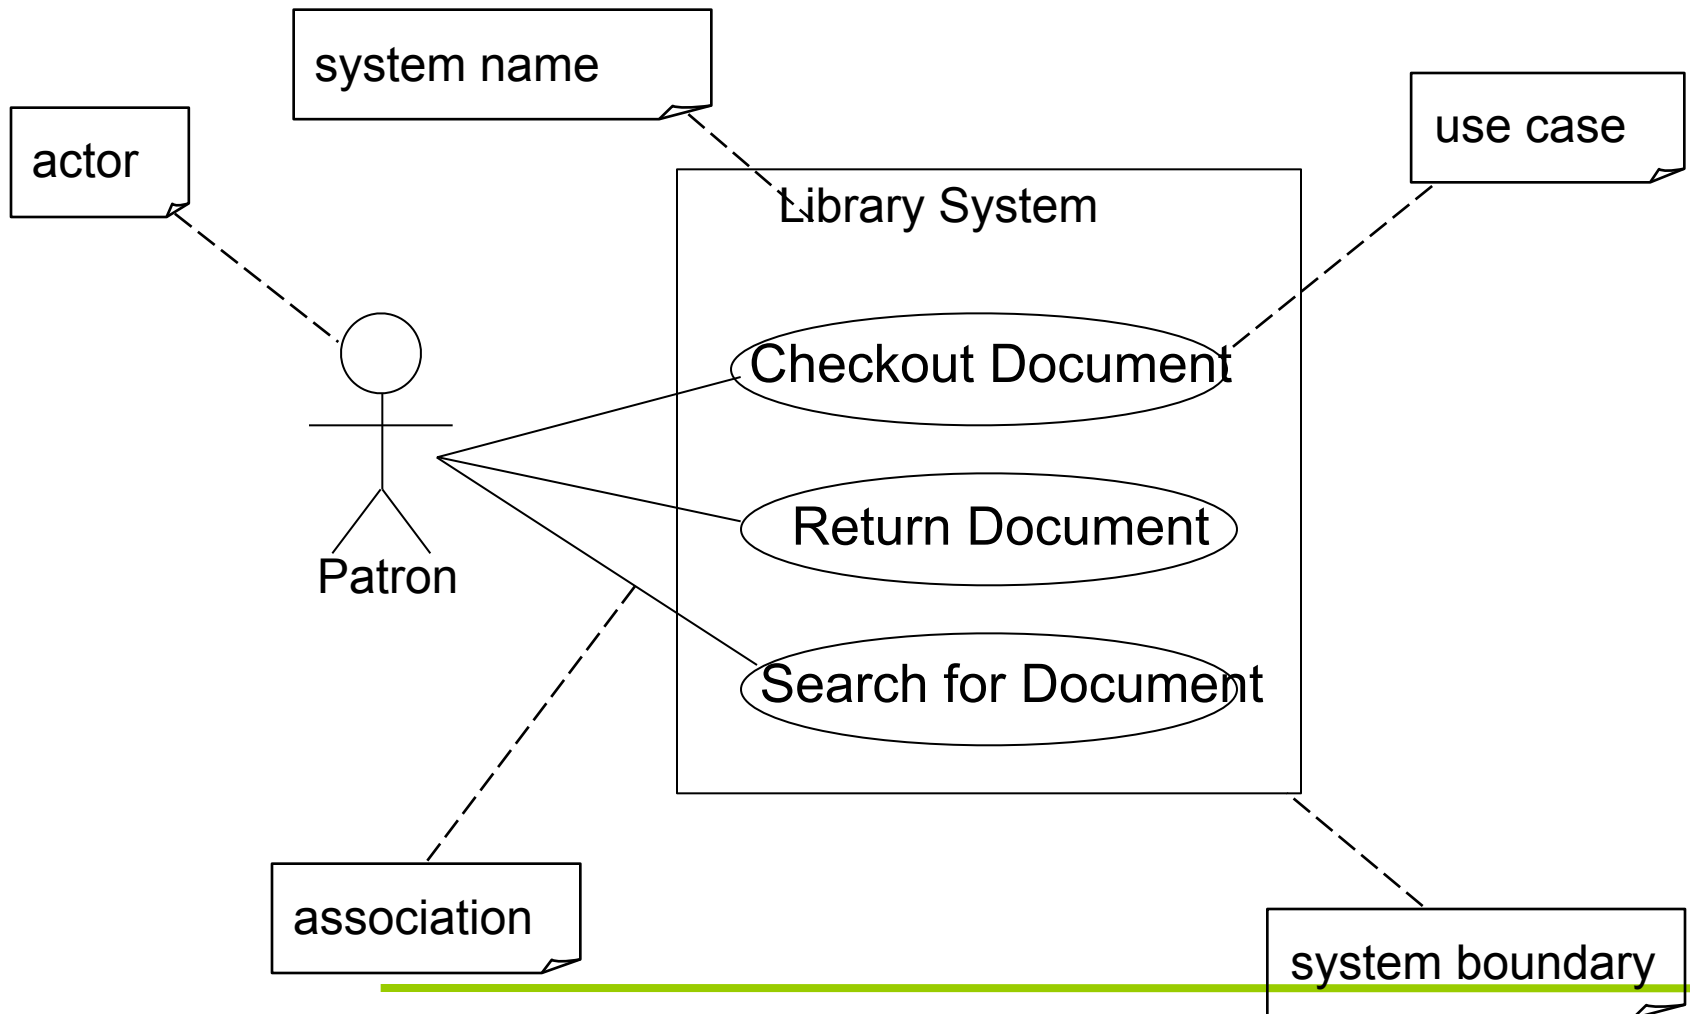 system name
use case
actor
Library System
Checkout Document
Return Document
Patron
Search for Document
association
system boundary